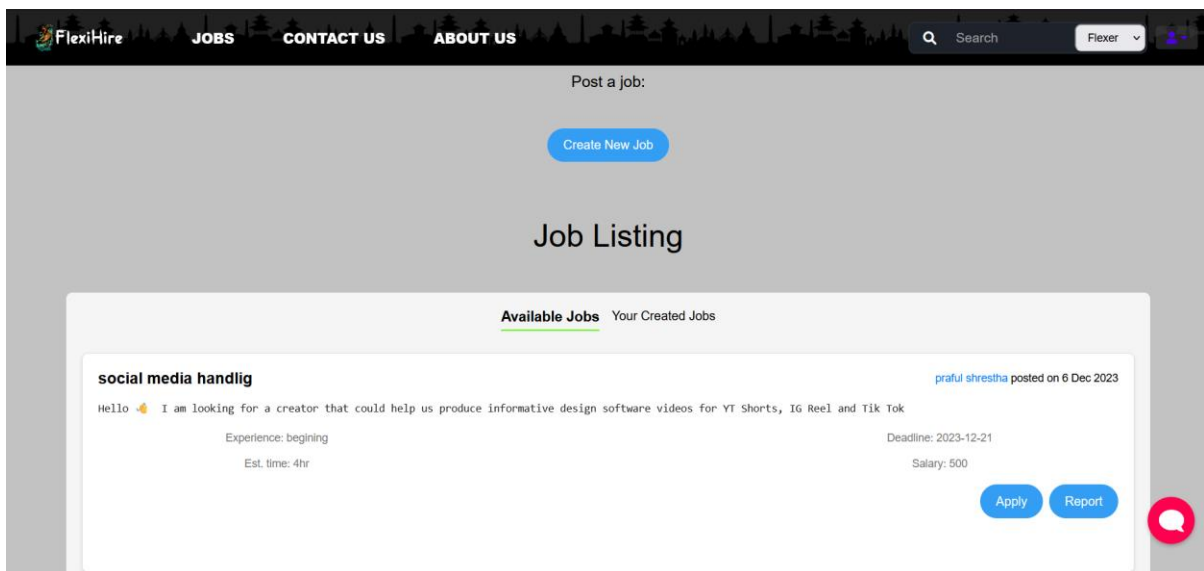 FlexiHire JOBS CONTACT US ABOUT US Search Flexer
Post a job:
Create New Job
Job Listing
Available Jobs Your Created Jobs
social media handlig praful shrestha posted on 6 Dec 2023
Hello 👋 I am looking for a creator that could help us produce informative design software videos for YT Shorts, IG Reel and Tik Tok
Experience: begining Deadline: 2023-12-21
Est. time: 4hr Salary: 500
Apply Report